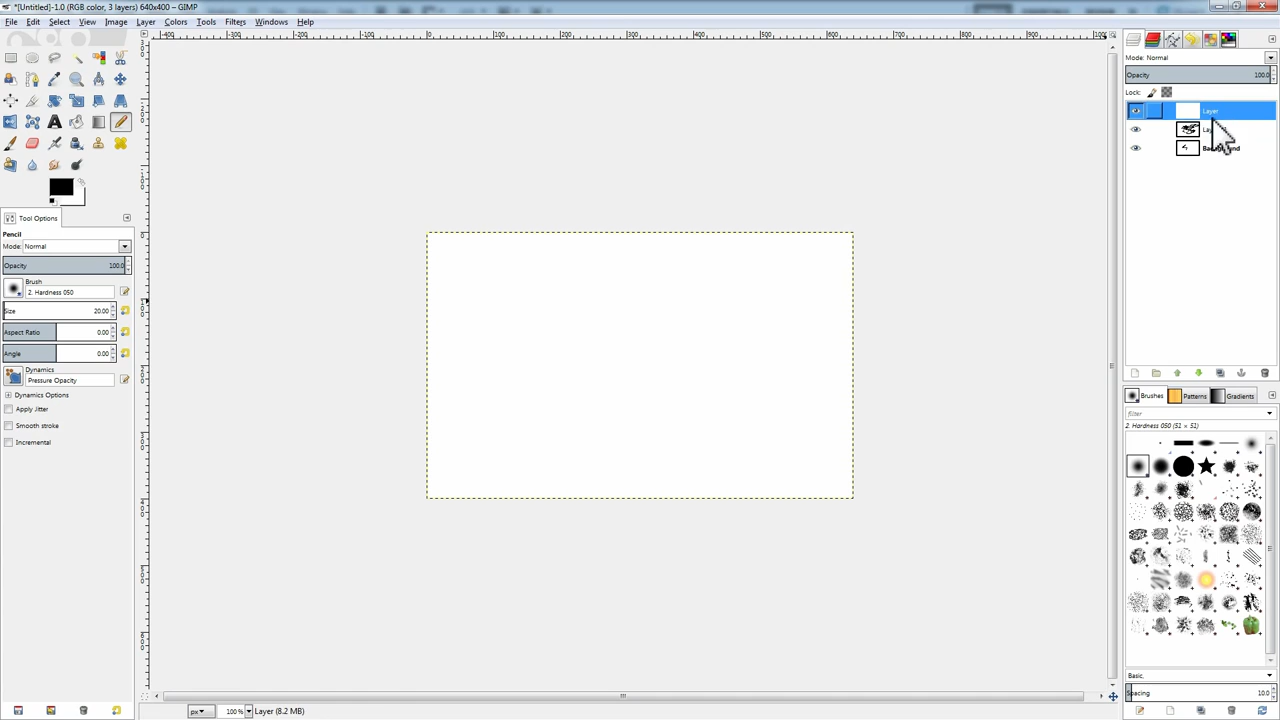 *[Untitled]-1.0 (RGB color, 3 layers) 640x400 – GIMP
File Edit Select View Image Layer Colors Tools Filters Windows Help
Mode: Normal
Opacity 100.0
Lock:
Layer
Background
Tool Options
Pencil
Mode: Normal
Opacity 100.0
Brush
2. Hardness 050
Size 20.00
Aspect Ratio 0.00
Angle 0.00
Dynamics
Pressure Opacity
Dynamics Options
Apply Jitter
Smooth stroke
Incremental
Brushes Patterns Gradients
filter
2. Hardness 050 (51 × 51)
Basic,
Spacing 10.0
px 100% Layer (8.2 MB)